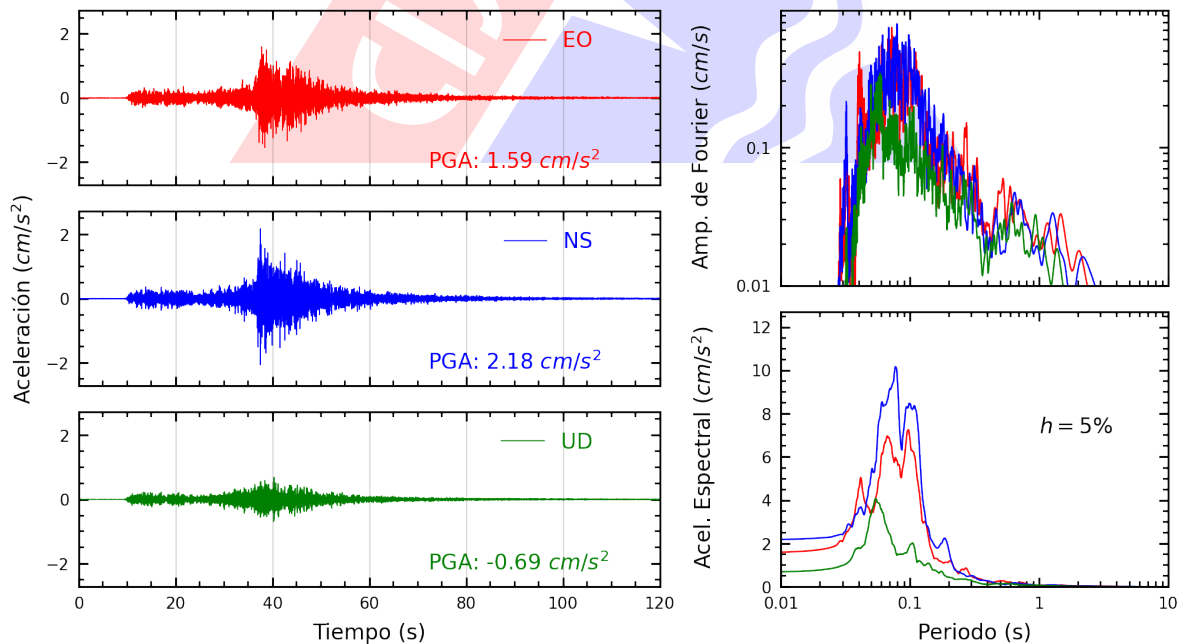 Aceleración (cm/s²)
2
0
−2
EO
PGA: 1.59 cm/s²
2
0
−2
NS
PGA: 2.18 cm/s²
2
0
−2
UD
PGA: -0.69 cm/s²
0 20 40 60 80 100 120
Tiempo (s)
Amp. de Fourier (cm/s)
0.1
0.01
Acel. Espectral (cm/s²)
12
10
8
6
4
2
0
h = 5%
0.01 0.1 1 10
Periodo (s)